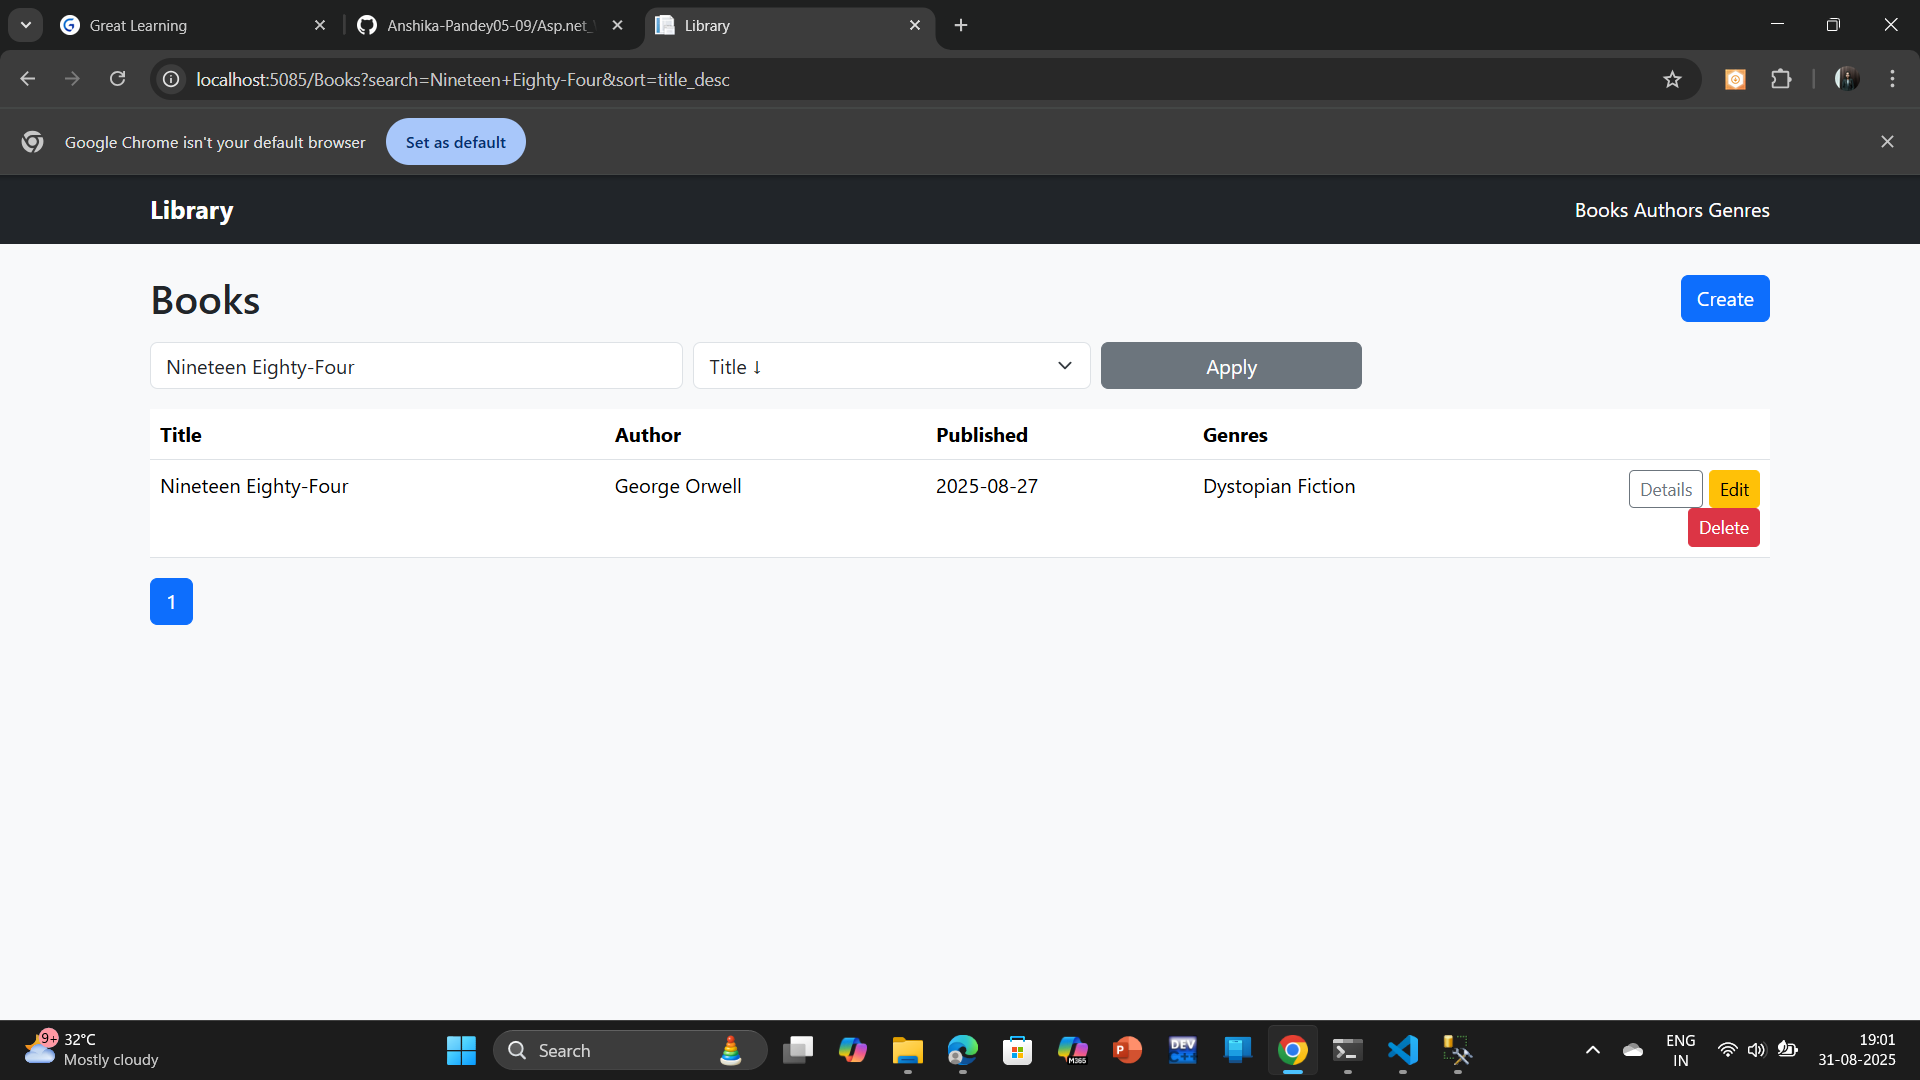 Great Learning
Anshika-Pandey05-09/Asp.net_
Library
localhost:5085/Books?search=Nineteen+Eighty-Four&sort=title_desc
Google Chrome isn't your default browser
Set as default
Library
Books Authors Genres
Books
Create
Nineteen Eighty-Four
Title ↓
Apply
Title Author Published Genres
Nineteen Eighty-Four George Orwell 2025-08-27 Dystopian Fiction Details Edit
Delete
1
9+
32°C
Mostly cloudy
Search
M365
P
DEV
C++
ENG
IN
19:01
31-08-2025